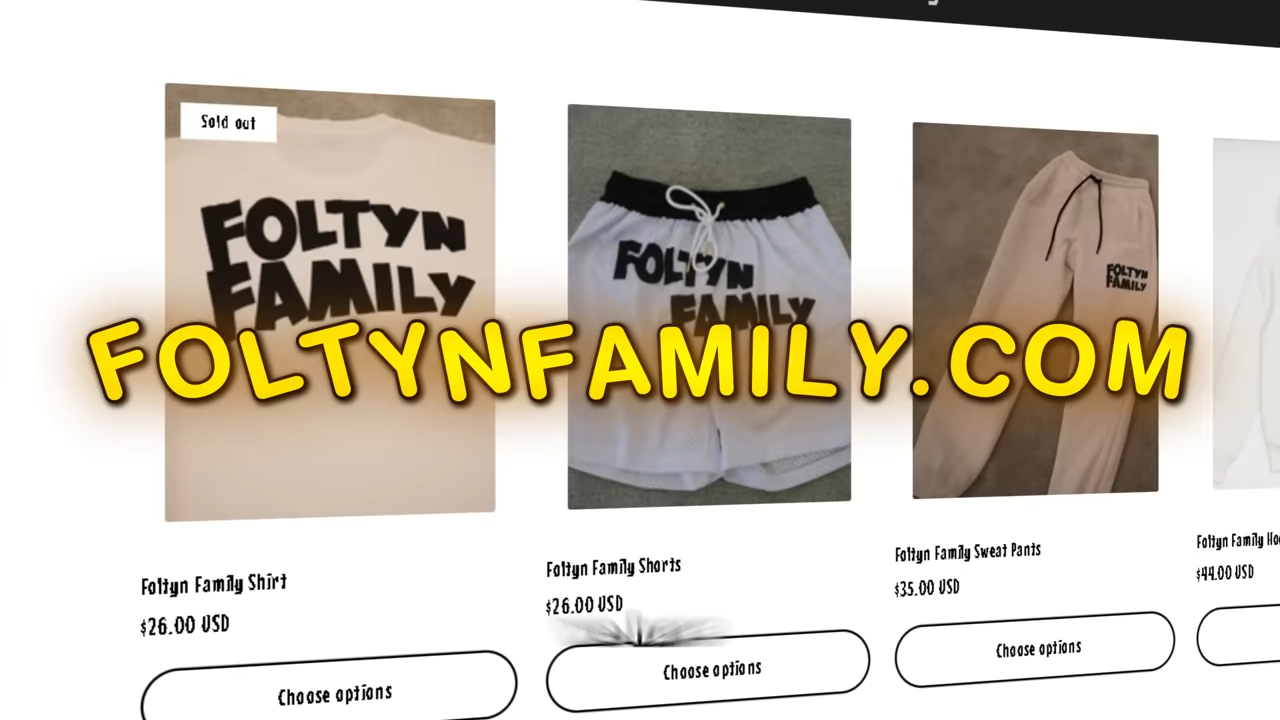 Sold out
FOLTYN
FAMILY
FOLTYN
FAMILY
FOLTYN
FAMILY
FOLTYNFAMILY.COM
Foltyn Family Shirt
$26.00 USD
Choose options
Foltyn Family Shorts
$26.00 USD
Choose options
Foltyn Family Sweat Pants
$35.00 USD
Choose options
Foltyn Family
$44.00 USD